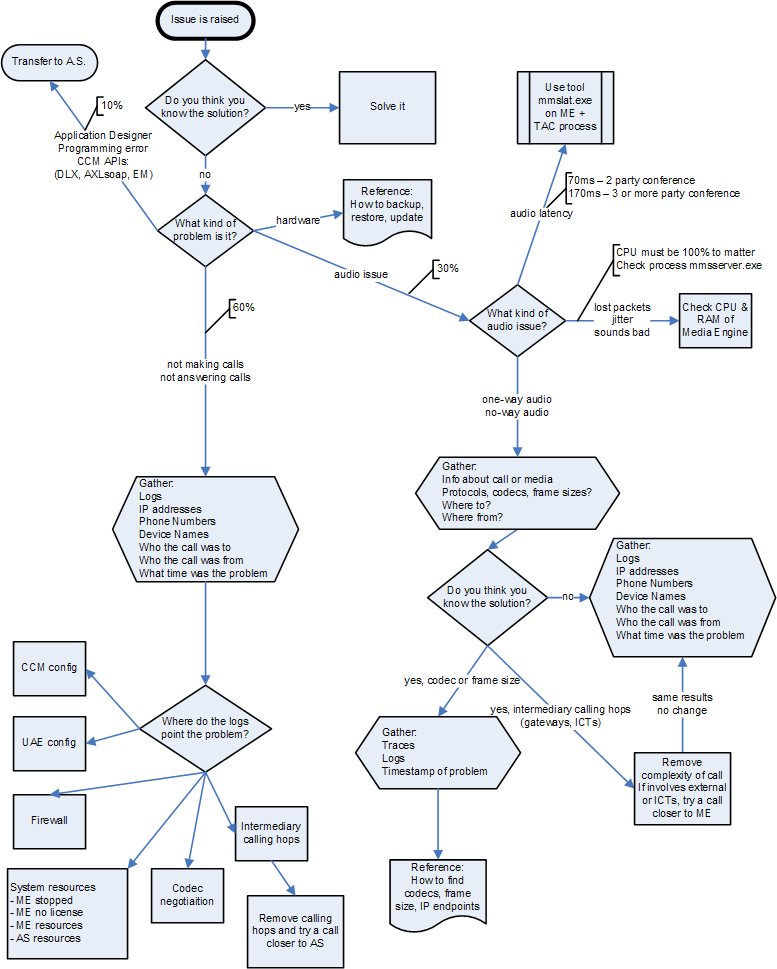 Issue is raised
Transfer to A.S.
Do you think you
know the solution?
yes
Solve it
Use tool
mmslat.exe
on ME +
TAC process
10%
Application Designer
Programming error
CCM APIs:
(DLX, AXLsoap, EM)
no
What kind of
problem is it?
hardware
Reference:
How to backup,
restore, update
70ms – 2 party conference
170ms – 3 or more party conference
audio latency
audio issue
30%
CPU must be 100% to matter
Check process mmsserver.exe
What kind of
audio issue?
lost packets
jitter
sounds bad
Check CPU &
RAM of
Media Engine
60%
not making calls
not answering calls
one-way audio
no-way audio
Gather:
Logs
IP addresses
Phone Numbers
Device Names
Who the call was to
Who the call was from
What time was the problem
Gather:
Info about call or media
Protocols, codecs, frame sizes?
Where to?
Where from?
Do you think you
know the solution?
no
Gather:
Logs
IP addresses
Phone Numbers
Device Names
Who the call was to
Who the call was from
What time was the problem
yes, codec or frame size
yes, intermediary calling hops
(gateways, ICTs)
same results
no change
CCM config
UAE config
Where do the logs
point the problem?
Gather:
Traces
Logs
Timestamp of problem
Remove
complexity of call
If involves external
or ICTs, try a call
closer to ME
Firewall
Intermediary
calling hops
System resources
- ME stopped
- ME no license
- ME resources
- AS resources
Codec
negotiaition
Remove calling
hops and try a call
closer to AS
Reference:
How to find
codecs, frame
size, IP endpoints